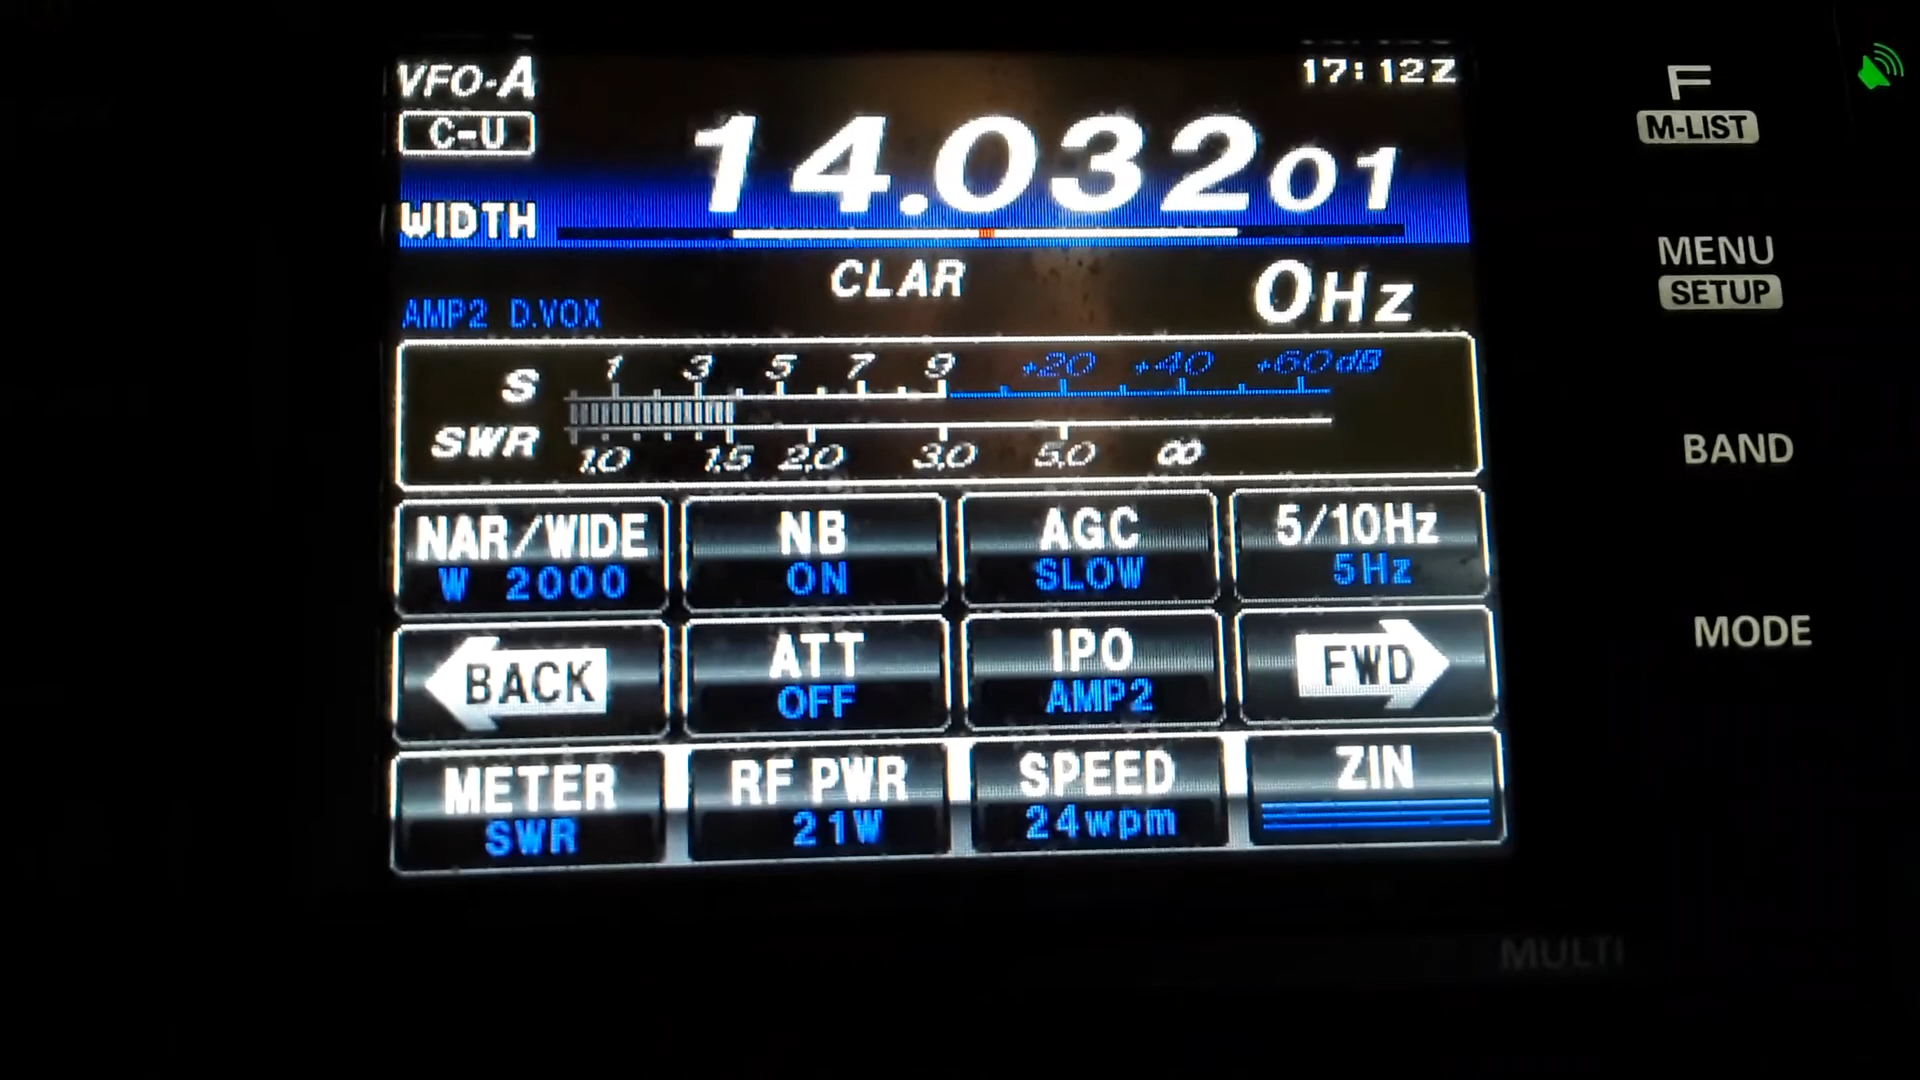 VFO-A
17:12Z
C-U
14.03201
WIDTH
CLAR
0Hz
AMP2 D.VOX
S 1 3 5 7 9 +20 +40 +60dB
SWR 1.0 1.5 2.0 3.0 5.0 ∞
NAR/WIDE NB AGC 5/10Hz
W 2000 ON SLOW 5Hz
BACK ATT IPO FWD
OFF AMP2
METER RF PWR SPEED ZIN
SWR 21W 24wpm
F
M-LIST
MENU
SETUP
BAND
MODE
MULTI